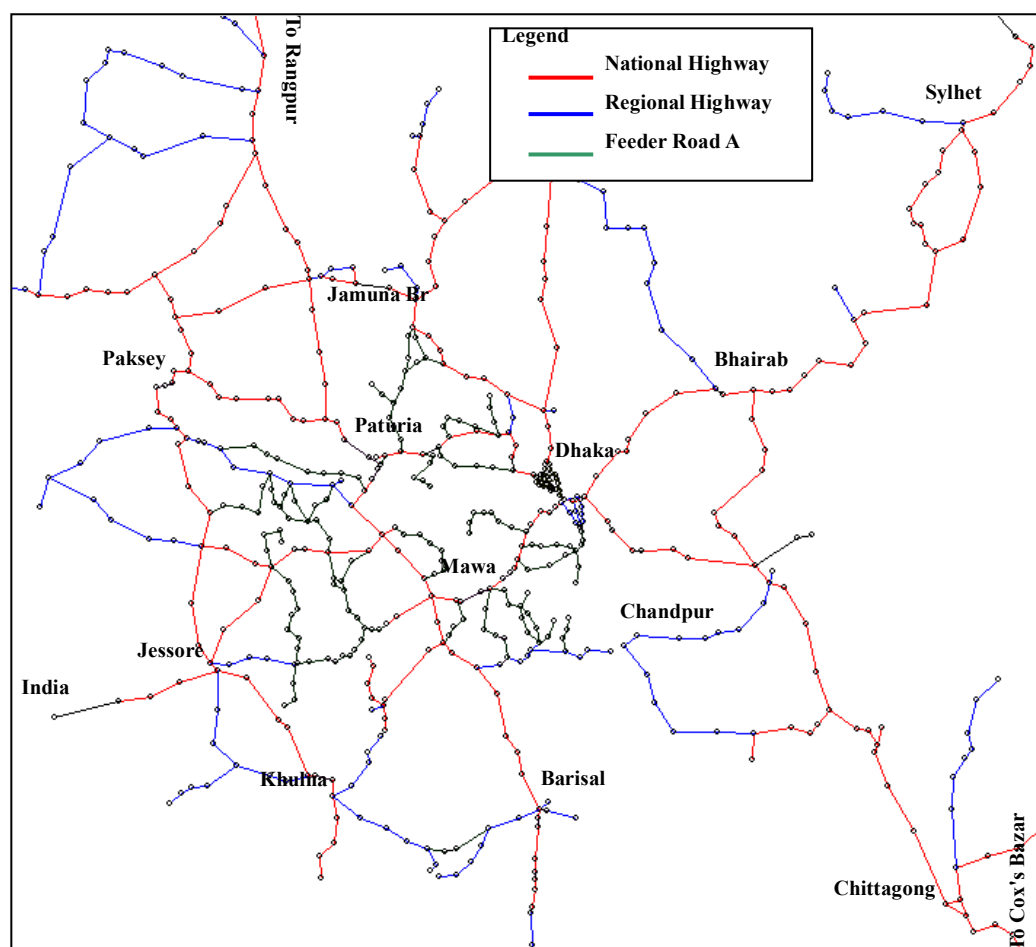 To Rangpur
Legend
National Highway
Regional Highway
Feeder Road A
Sylhet
Jamuna Br
Paksey
Bhairab
Paturia
Dhaka
Mawa
Chandpur
Jessore
India
Khulna
Barisal
Chittagong
To Cox's Bazar